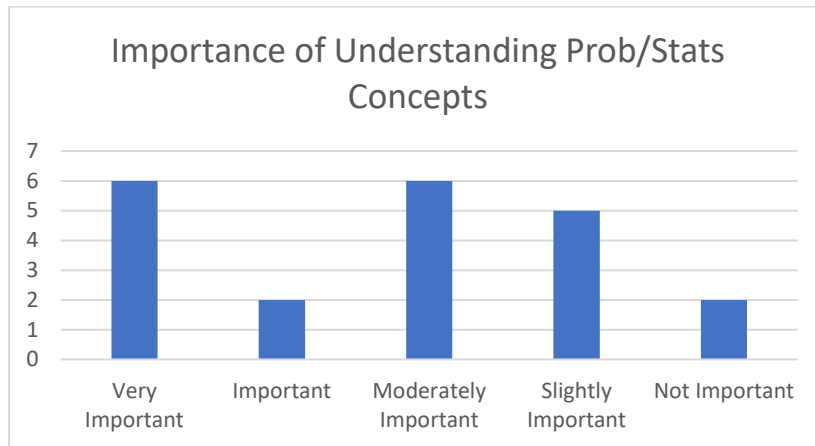 Importance of Understanding Prob/Stats
Concepts
7
6
5
4
3
2
1
0
Very
Important
Important
Moderately
Important
Slightly
Important
Not Important